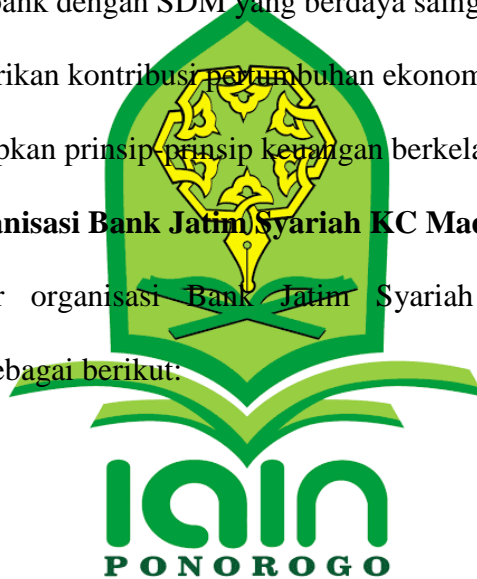 bank dengan SDM yang berdaya saing
rikan kontribusi pertumbuhan ekonom
pkan prinsip-prinsip keuangan berkela
anisasi Bank Jatim Syariah KC Mad
r organisasi Bank Jatim Syariah
ebagai berikut:
iain
PONOROGO